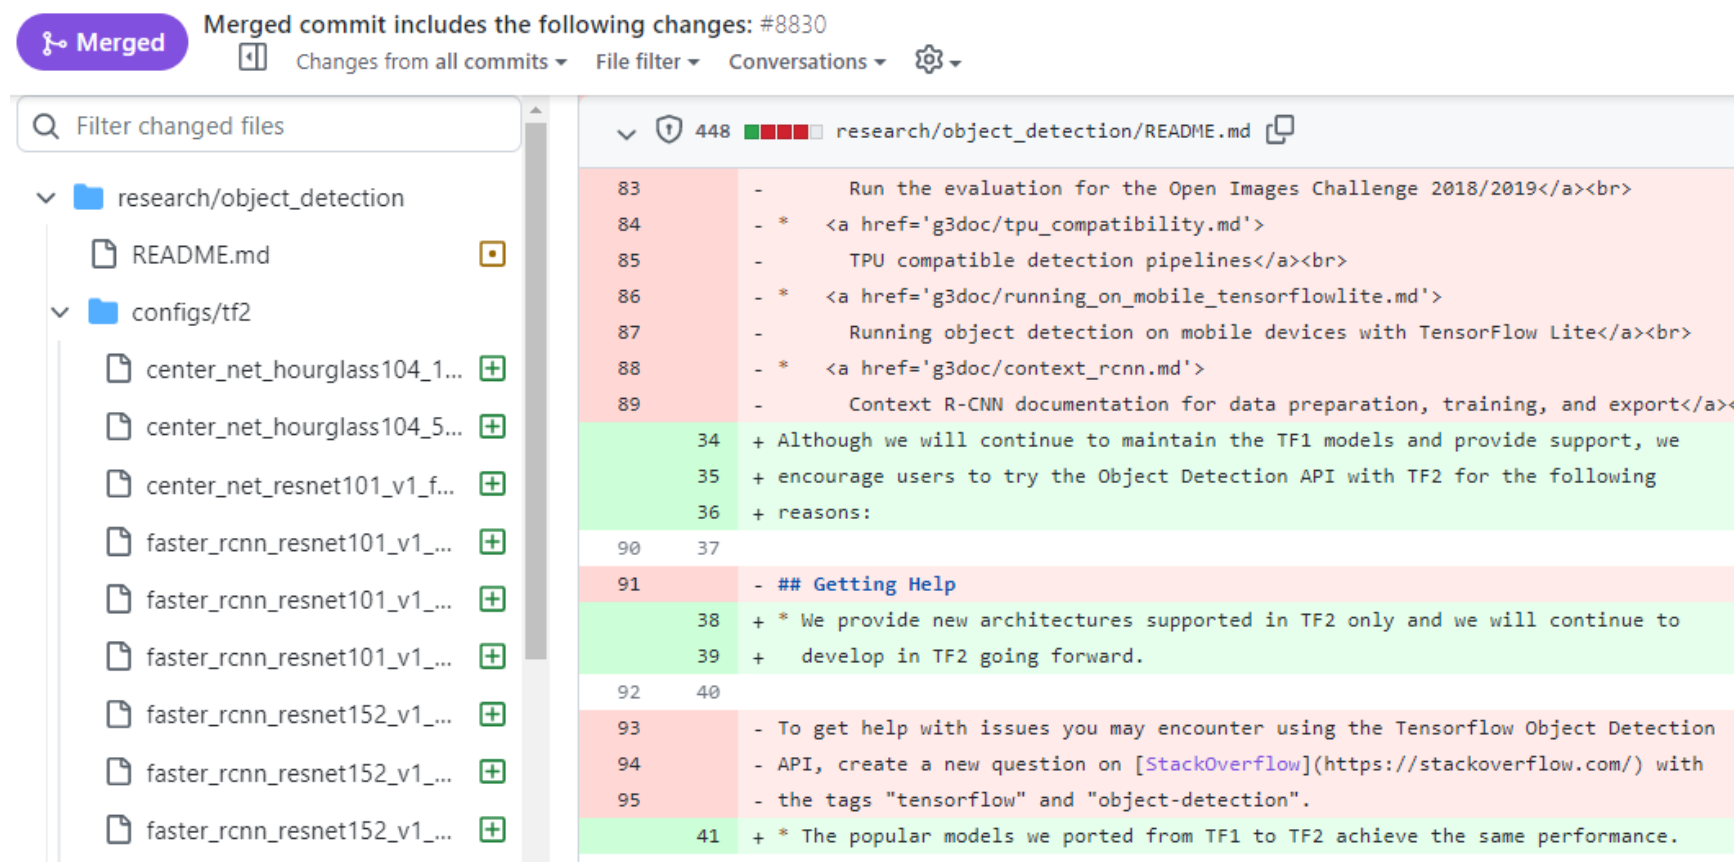 Merged
Merged commit includes the following changes: #8830
Changes from all commits
File filter
Conversations
Filter changed files
research/object_detection
README.md
configs/tf2
center_net_hourglass104_1...
center_net_hourglass104_5...
center_net_resnet101_v1_f...
faster_rcnn_resnet101_v1_...
faster_rcnn_resnet101_v1_...
faster_rcnn_resnet101_v1_...
faster_rcnn_resnet152_v1_...
faster_rcnn_resnet152_v1_...
faster_rcnn_resnet152_v1_...
448 research/object_detection/README.md
83 - Run the evaluation for the Open Images Challenge 2018/2019</a><br>
84 - * <a href='g3doc/tpu_compatibility.md'>
85 - TPU compatible detection pipelines</a><br>
86 - * <a href='g3doc/running_on_mobile_tensorflowlite.md'>
87 - Running object detection on mobile devices with TensorFlow Lite</a><br>
88 - * <a href='g3doc/context_rcnn.md'>
89 - Context R-CNN documentation for data preparation, training, and export</a><
34 + Although we will continue to maintain the TF1 models and provide support, we
35 + encourage users to try the Object Detection API with TF2 for the following
36 + reasons:
90 37
91 - ## Getting Help
38 + * We provide new architectures supported in TF2 only and we will continue to
39 + develop in TF2 going forward.
92 40
93 - To get help with issues you may encounter using the Tensorflow Object Detection
94 - API, create a new question on [StackOverflow](https://stackoverflow.com/) with
95 - the tags "tensorflow" and "object-detection".
41 + * The popular models we ported from TF1 to TF2 achieve the same performance.